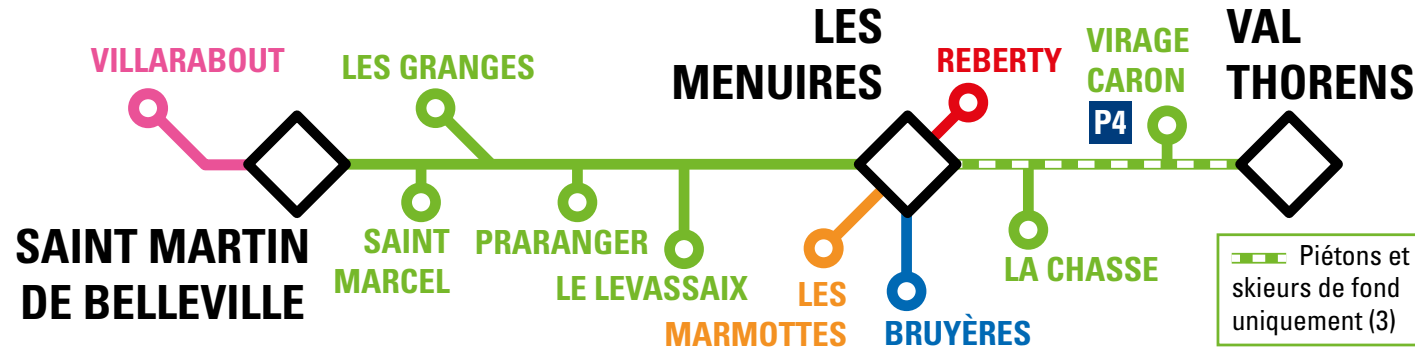 VILLARABOUT
LES GRANGES
LES
MENUIRES
REBERTY
VIRAGE
CARON
P4
VAL
THORENS
SAINT MARTIN
DE BELLEVILLE
SAINT
MARCEL
PRARANGER
LE LEVASSAIX
LES
MARMOTTES
BRUYÈRES
LA CHASSE
Piétons et
skieurs de fond
uniquement (3)